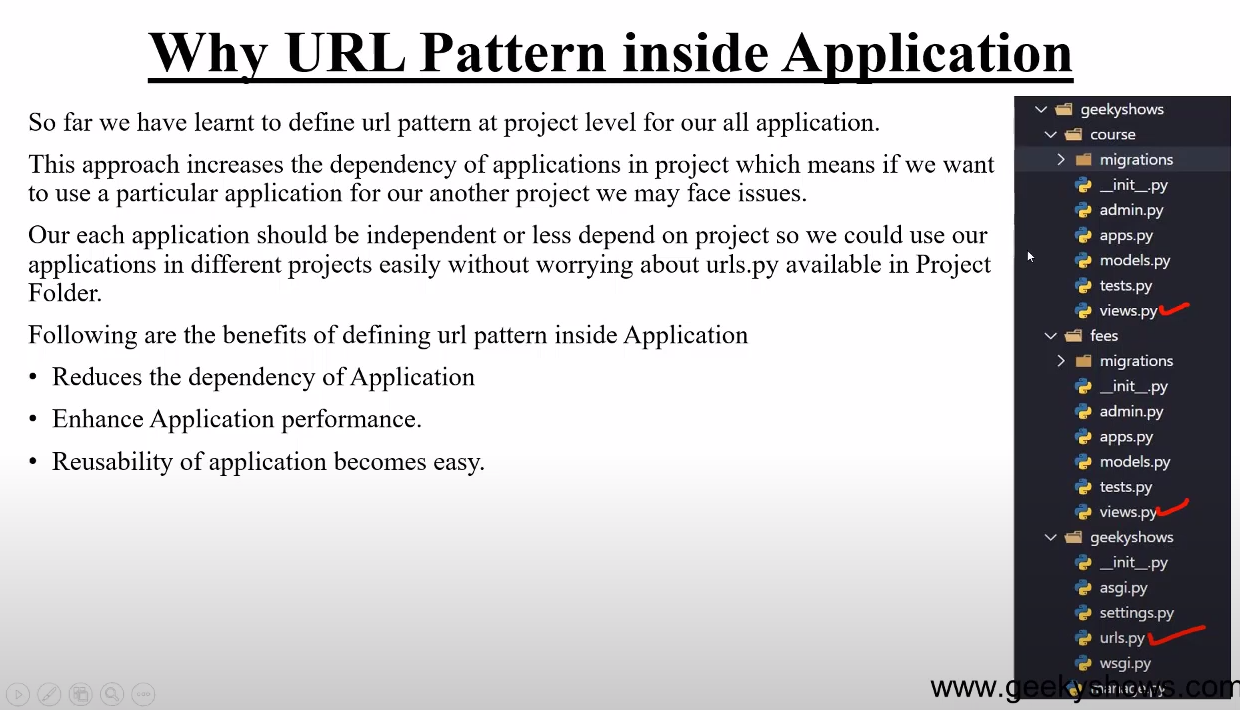 Why URL Pattern inside Application
So far we have learnt to define url pattern at project level for our all application.
This approach increases the dependency of applications in project which means if we want
to use a particular application for our another project we may face issues.
Our each application should be independent or less depend on project so we could use our
applications in different projects easily without worrying about urls.py available in Project
Folder.
Following are the benefits of defining url pattern inside Application
• Reduces the dependency of Application
• Enhance Application performance.
• Reusability of application becomes easy.
geekyshows
course
migrations
__init__.py
admin.py
apps.py
models.py
tests.py
views.py
fees
migrations
__init__.py
admin.py
apps.py
models.py
tests.py
views.py
geekyshows
__init__.py
asgi.py
settings.py
urls.py
wsgi.py
manage.py
www.geekyshows.com